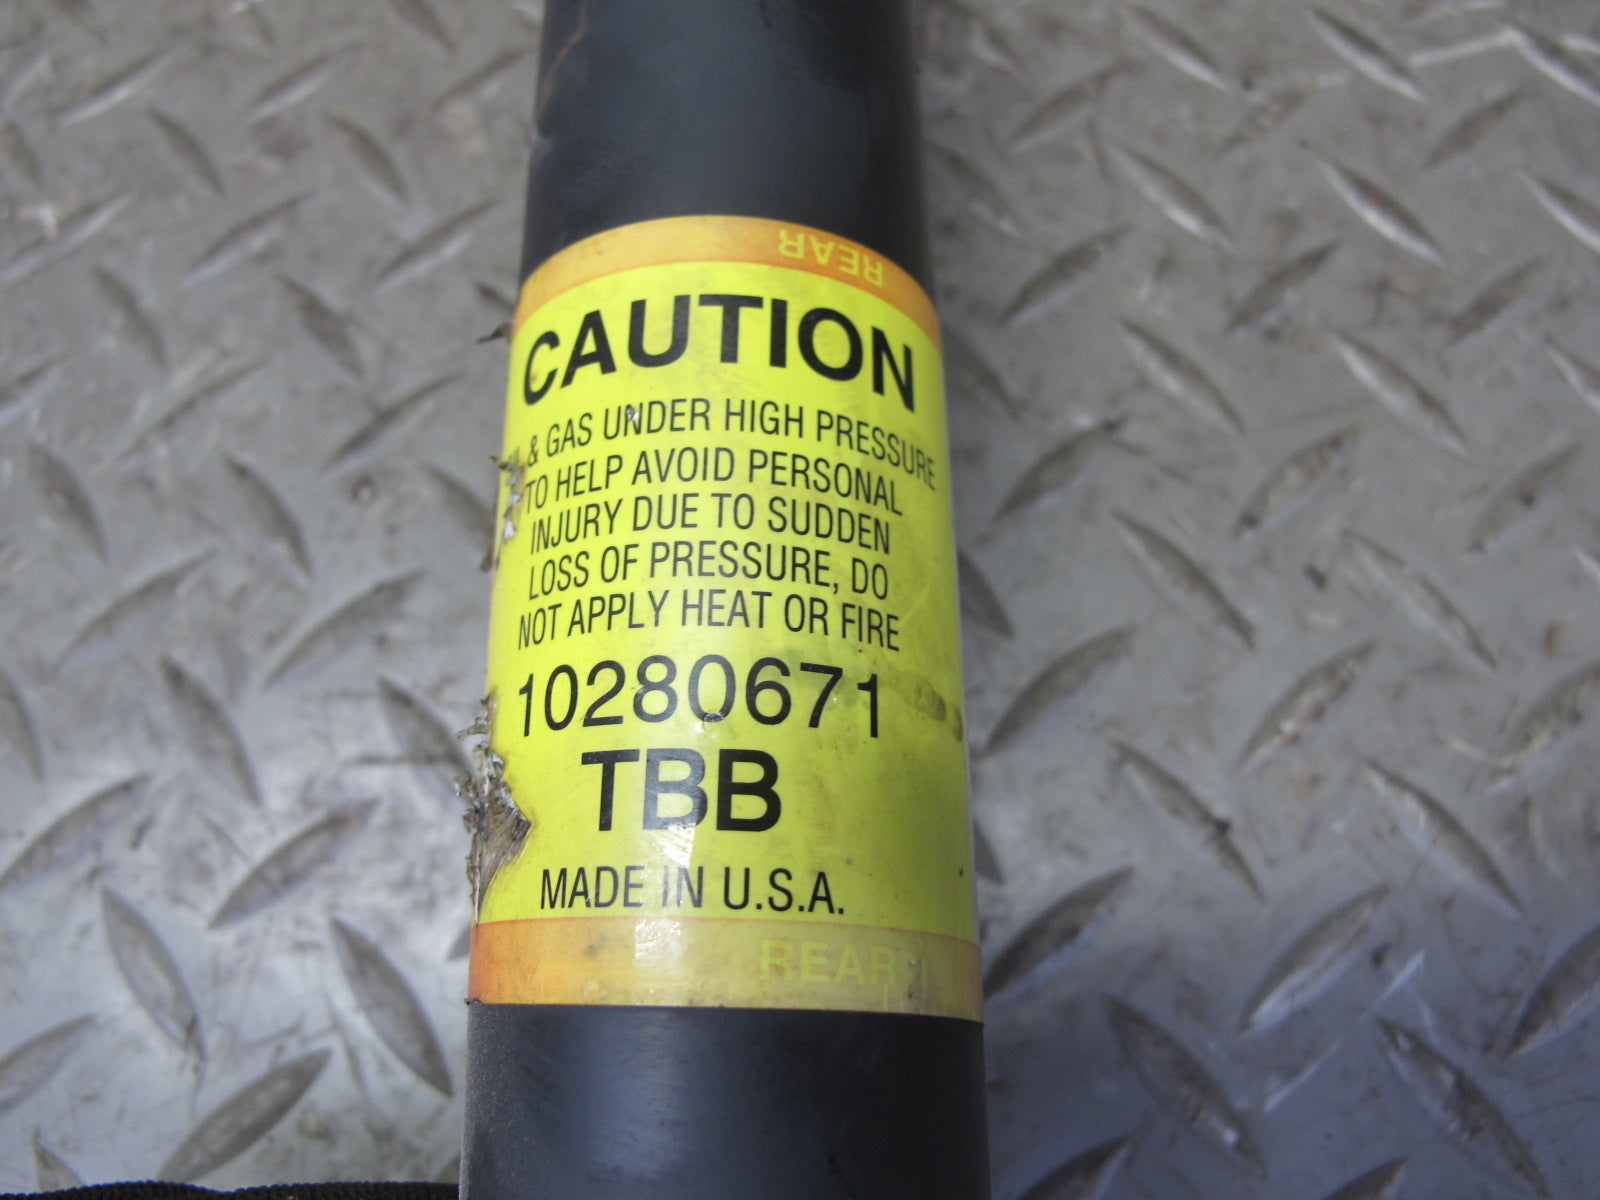 REAR
CAUTION
& GAS UNDER HIGH PRESSURE
TO HELP AVOID PERSONAL
INJURY DUE TO SUDDEN
LOSS OF PRESSURE, DO
NOT APPLY HEAT OR FIRE
10280671
TBB
MADE IN U.S.A.
REAR